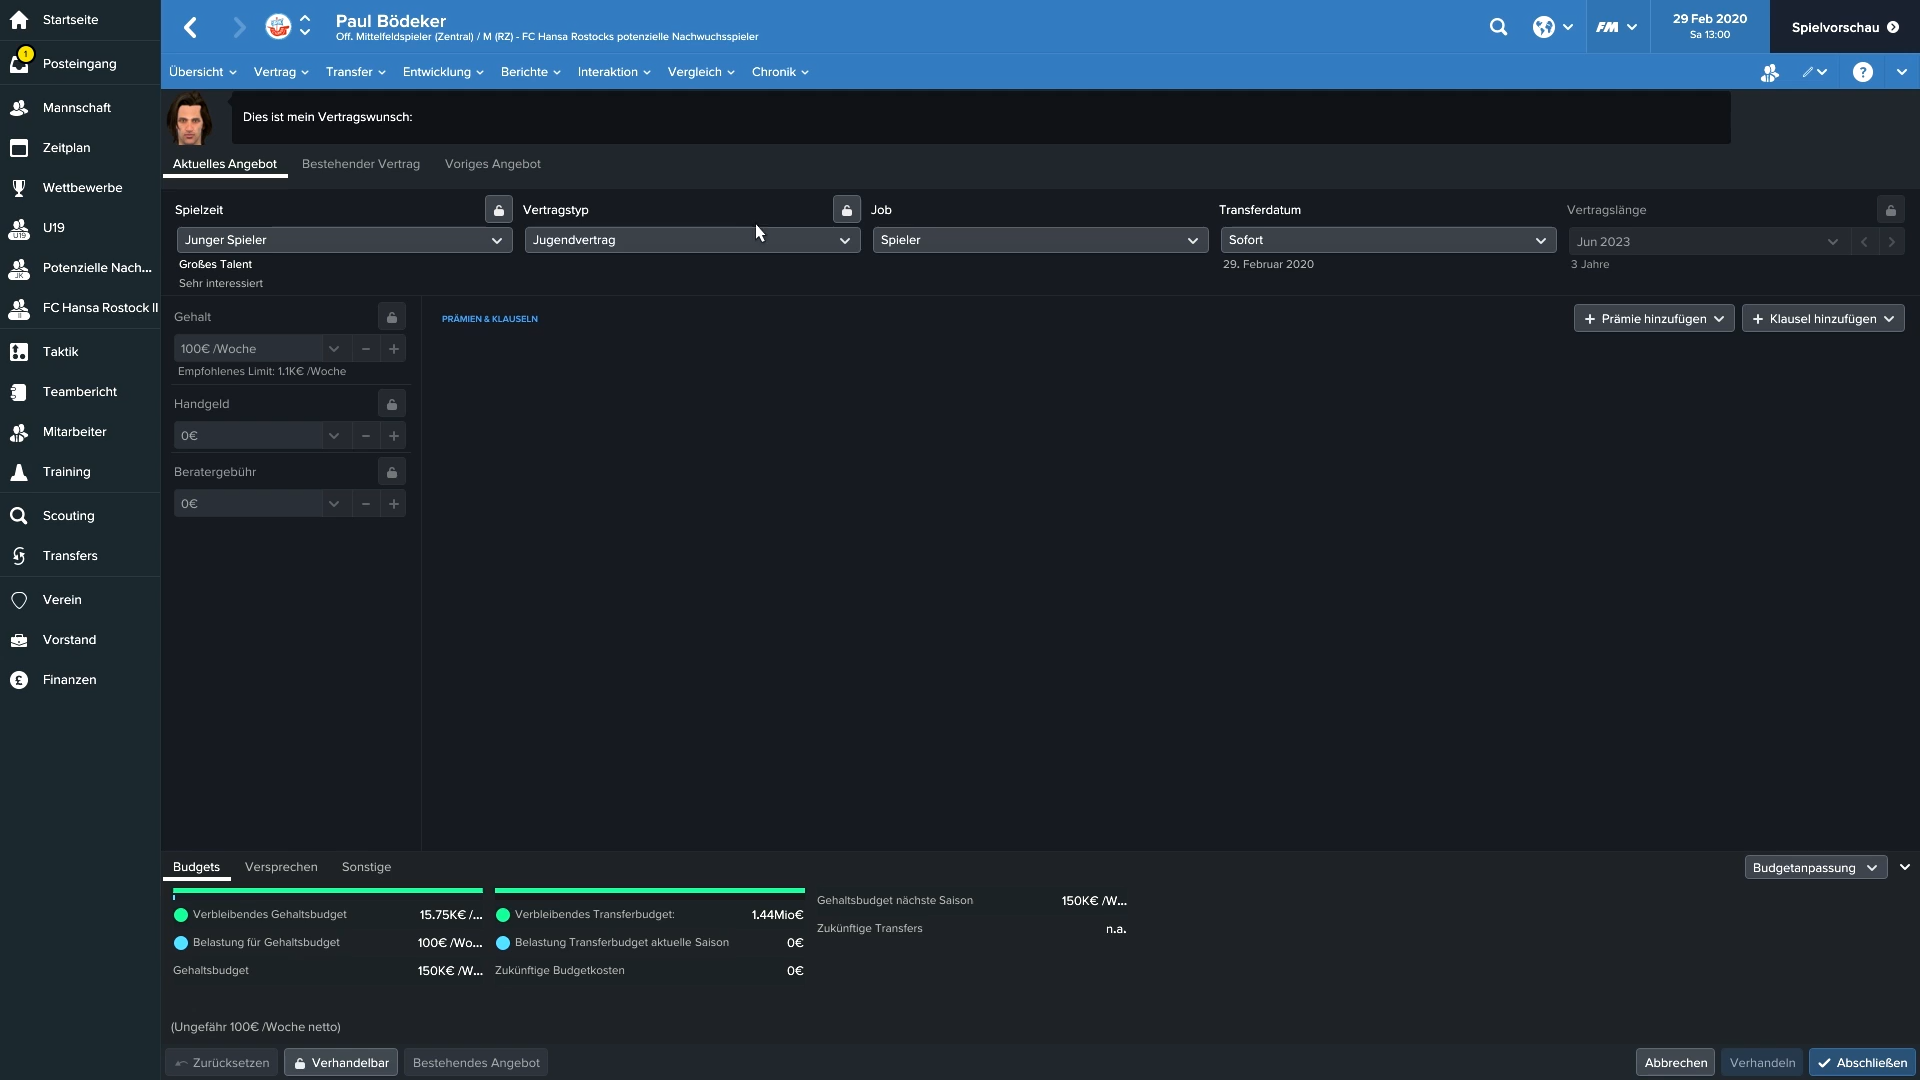 Startseite
1
Posteingang
Mannschaft
Zeitplan
Wettbewerbe
U19
U19
Potenzielle Nach...
JK
FC Hansa Rostock II
II
Taktik
Teambericht
Mitarbeiter
Training
Scouting
Transfers
Verein
Vorstand
Finanzen
Paul Bödeker
Off. Mittelfeldspieler (Zentral) / M (RZ) - FC Hansa Rostocks potenzielle Nachwuchsspieler
FM
29 Feb 2020
Sa 13:00
Spielvorschau
Übersicht
Vertrag
Transfer
Entwicklung
Berichte
Interaktion
Vergleich
Chronik
?
Dies ist mein Vertragswunsch:
Aktuelles Angebot
Bestehender Vertrag
Voriges Angebot
Spielzeit
Vertragstyp
Job
Transferdatum
Vertragslänge
Junger Spieler
Jugendvertrag
Spieler
Sofort
Jun 2023
Großes Talent
29. Februar 2020
3 Jahre
Sehr interessiert
Gehalt
100€ /Woche
Empfohlenes Limit: 1.1K€ /Woche
Handgeld
0€
Beratergebühr
0€
PRÄMIEN & KLAUSELN
+ Prämie hinzufügen
+ Klausel hinzufügen
Budgets
Versprechen
Sonstige
Budgetanpassung
Verbleibendes Gehaltsbudget 15.75K€ /...
Belastung für Gehaltsbudget 100€ /Wo...
Gehaltsbudget 150K€ /W...
Verbleibendes Transferbudget: 1.44Mio€
Belastung Transferbudget aktuelle Saison 0€
Zukünftige Budgetkosten 0€
Gehaltsbudget nächste Saison 150K€ /W...
Zukünftige Transfers n.a.
(Ungefähr 100€ /Woche netto)
Zurücksetzen
Verhandelbar
Bestehendes Angebot
Abbrechen
Verhandeln
Abschließen